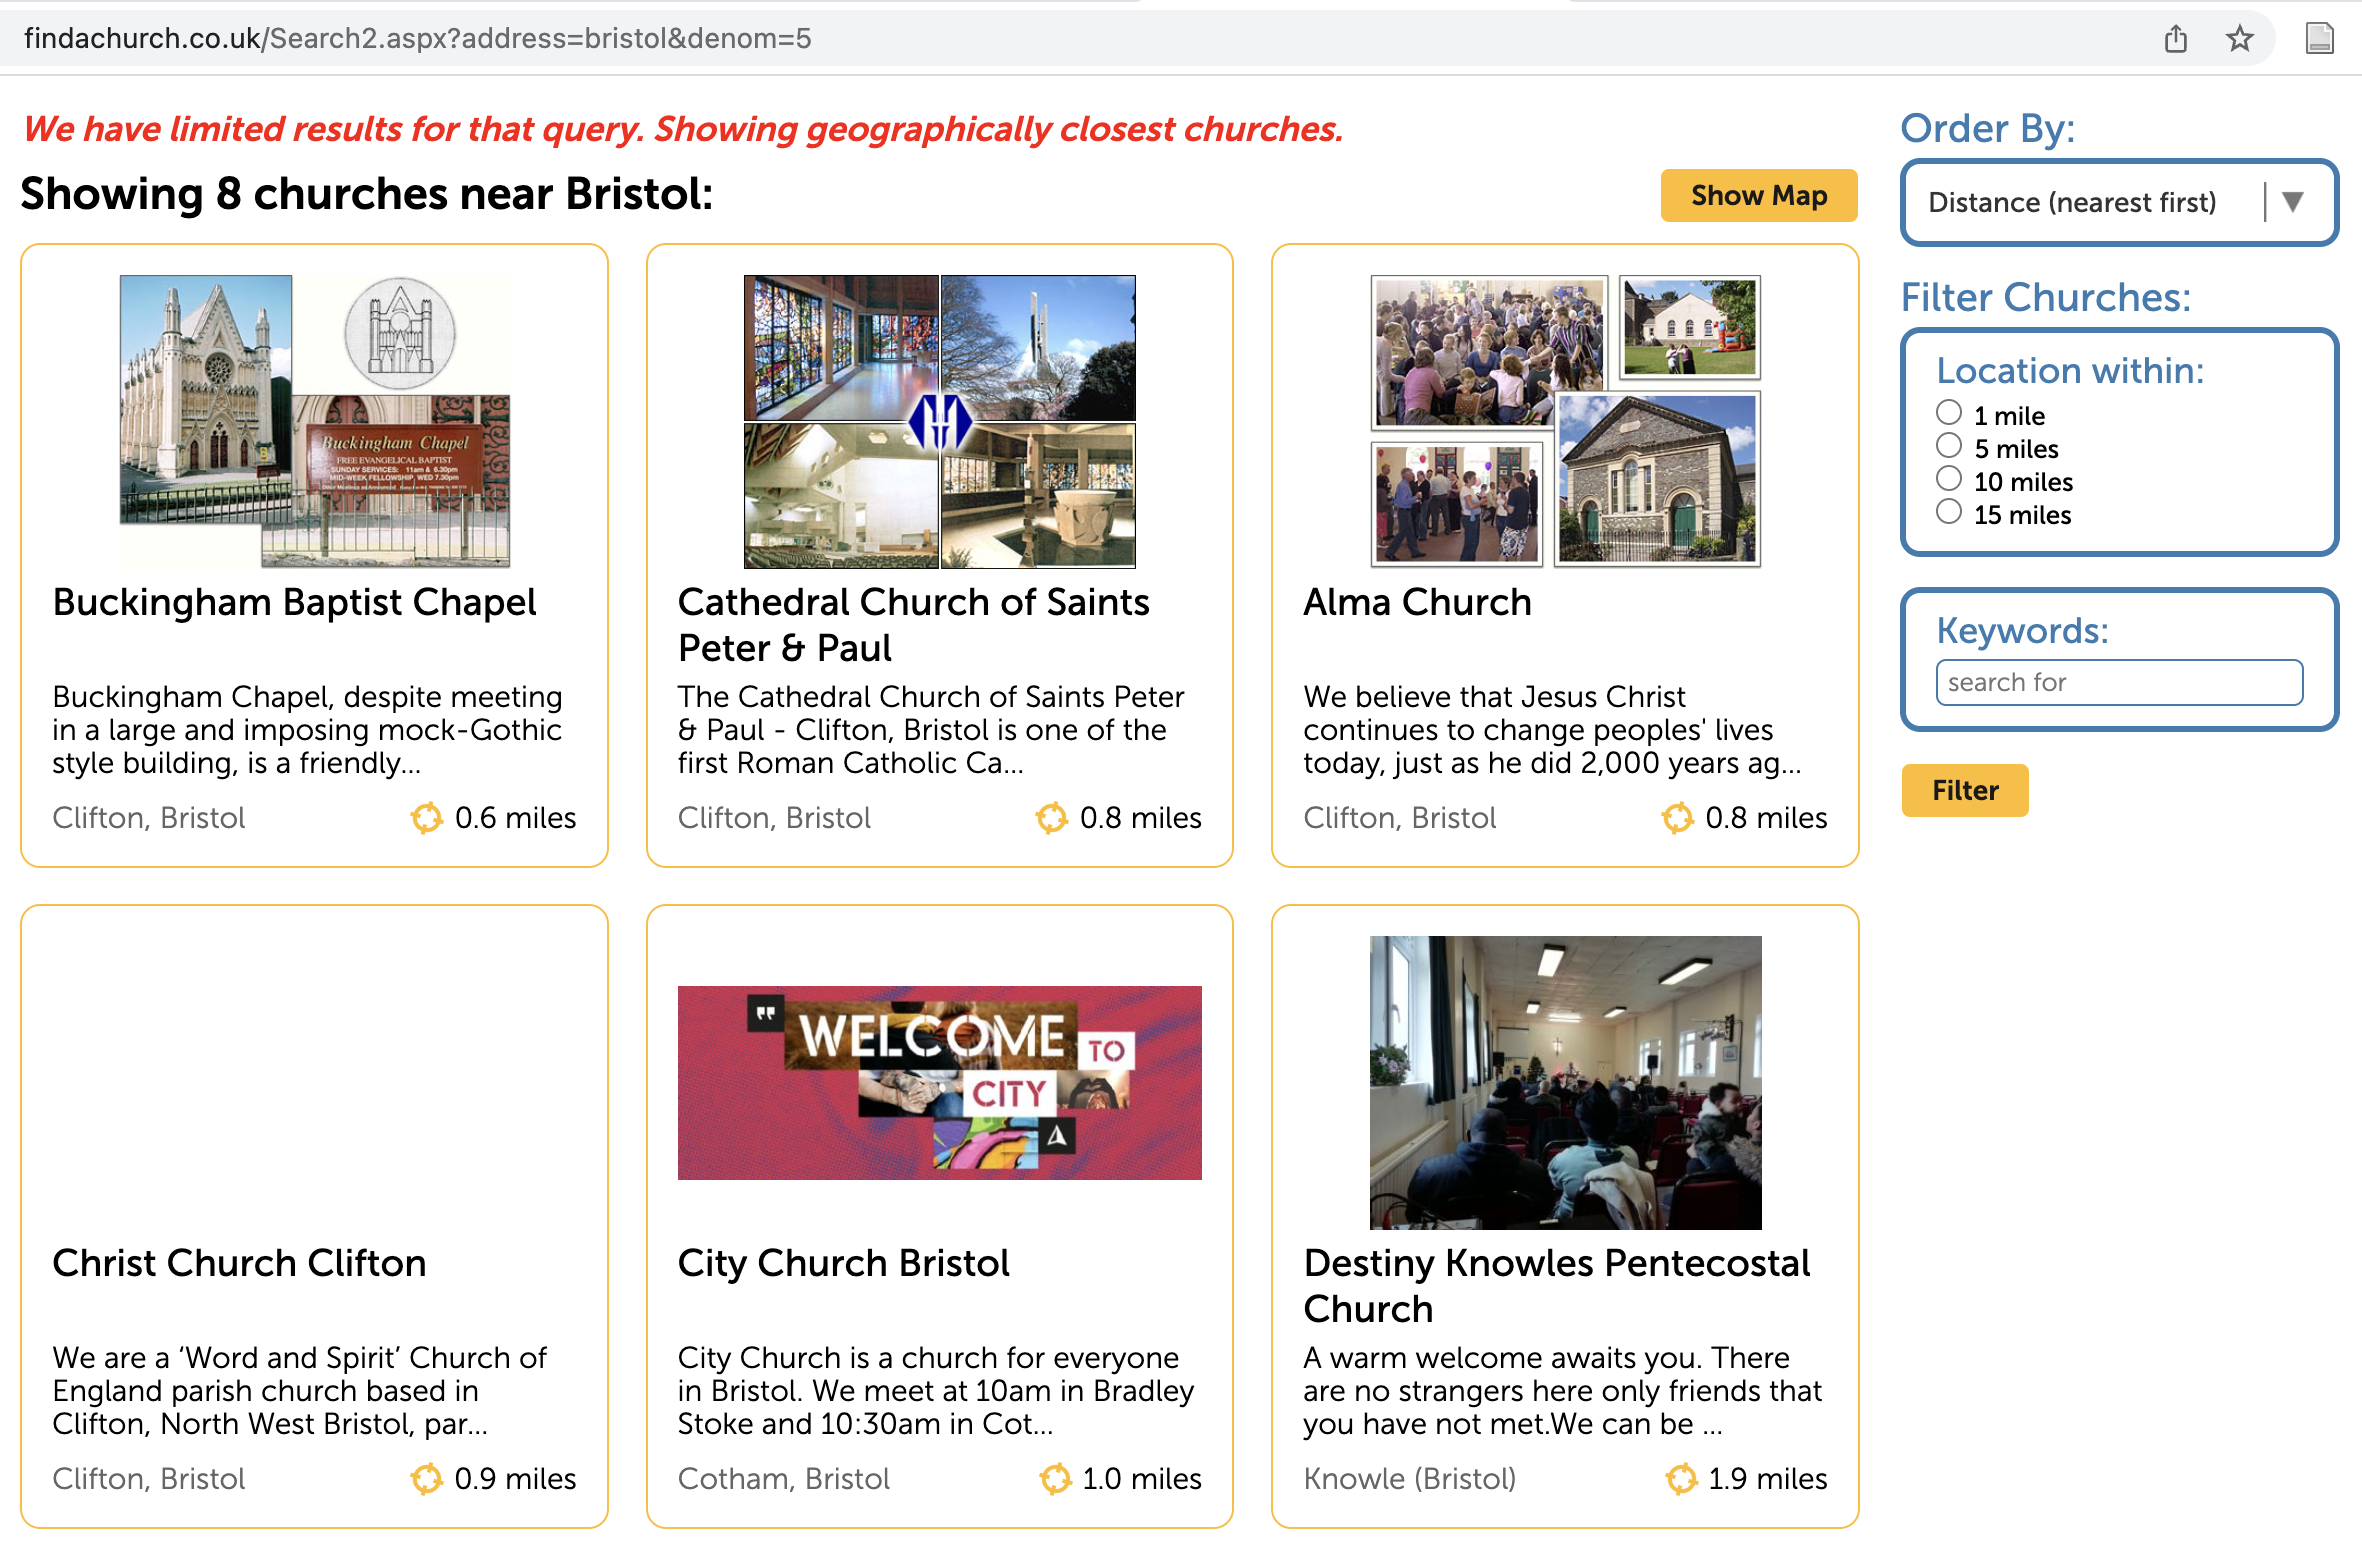 findachurch.co.uk/Search2.aspx?address=bristol&denom=5
We have limited results for that query. Showing geographically closest churches.
Showing 8 churches near Bristol:
Show Map
Buckingham Chapel
FREE EVANGELICAL BAPTIST
SUNDAY SERVICES: 11am & 6.30pm
MID-WEEK FELLOWSHIP, WED 7.30pm
Buckingham Baptist Chapel
Buckingham Chapel, despite meeting
in a large and imposing mock-Gothic
style building, is a friendly...
Clifton, Bristol
0.6 miles
Cathedral Church of Saints
Peter & Paul
The Cathedral Church of Saints Peter
& Paul - Clifton, Bristol is one of the
first Roman Catholic Ca...
Clifton, Bristol
0.8 miles
Alma Church
We believe that Jesus Christ
continues to change peoples' lives
today, just as he did 2,000 years ag...
Clifton, Bristol
0.8 miles
Christ Church Clifton
We are a ‘Word and Spirit’ Church of
England parish church based in
Clifton, North West Bristol, par...
Clifton, Bristol
0.9 miles
WELCOME
TO
CITY
City Church Bristol
City Church is a church for everyone
in Bristol. We meet at 10am in Bradley
Stoke and 10:30am in Cot...
Cotham, Bristol
1.0 miles
Destiny Knowles Pentecostal
Church
A warm welcome awaits you. There
are no strangers here only friends that
you have not met.We can be ...
Knowle (Bristol)
1.9 miles
Order By:
Distance (nearest first)
Filter Churches:
Location within:
1 mile
5 miles
10 miles
15 miles
Keywords:
search for
Filter